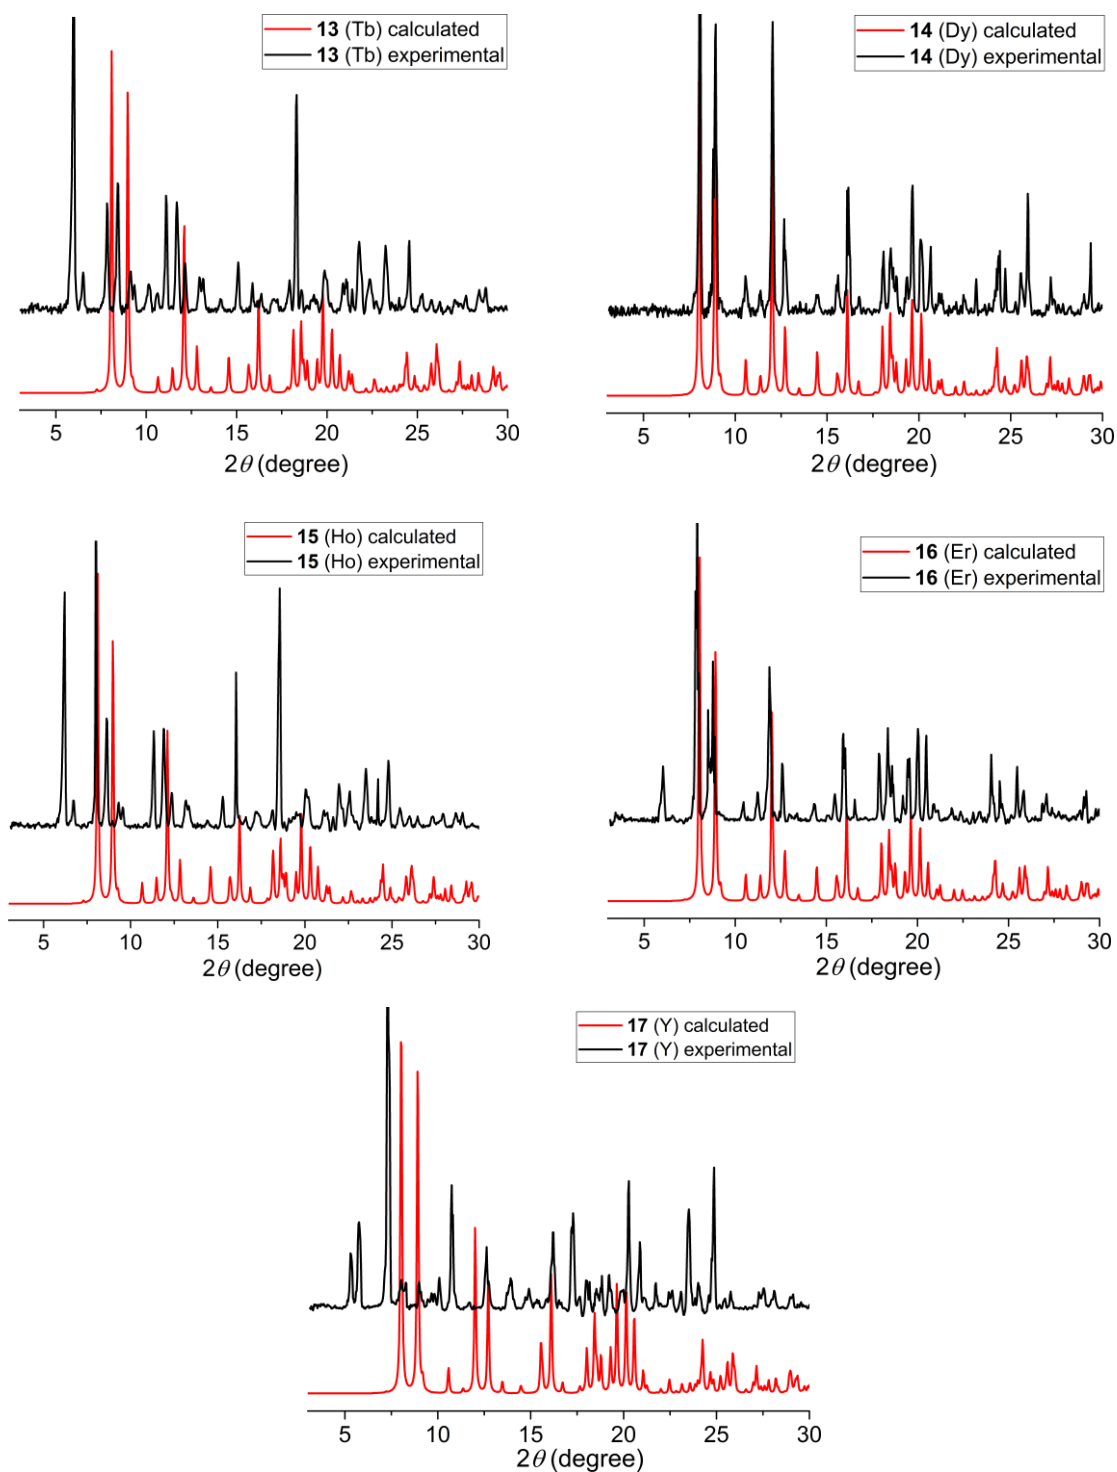 13 (Tb) calculated
13 (Tb) experimental
5 10 15 20 25 30
2θ (degree)
14 (Dy) calculated
14 (Dy) experimental
5 10 15 20 25 30
2θ (degree)
15 (Ho) calculated
15 (Ho) experimental
5 10 15 20 25 30
2θ (degree)
16 (Er) calculated
16 (Er) experimental
5 10 15 20 25 30
2θ (degree)
17 (Y) calculated
17 (Y) experimental
5 10 15 20 25 30
2θ (degree)